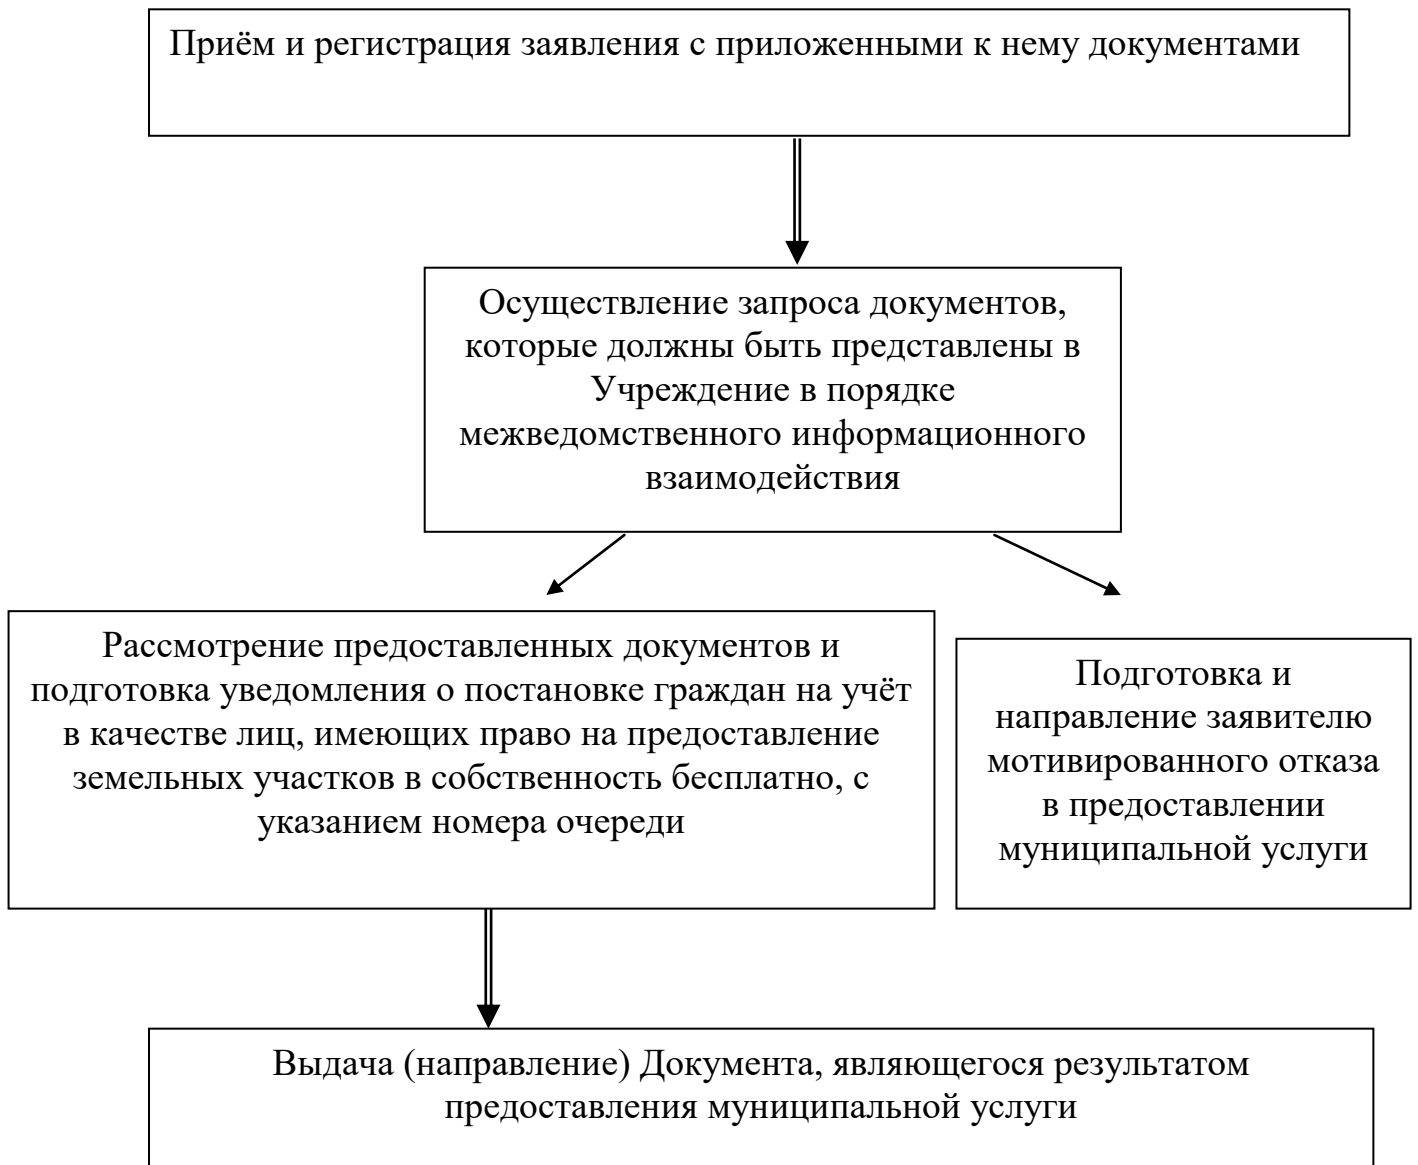 Приём и регистрация заявления с приложенными к нему документами
Осуществление запроса документов,
которые должны быть представлены в
Учреждение в порядке
межведомственного информационного
взаимодействия
Рассмотрение предоставленных документов и
подготовка уведомления о постановке граждан на учёт
в качестве лиц, имеющих право на предоставление
земельных участков в собственность бесплатно, с
указанием номера очереди
Подготовка и
направление заявителю
мотивированного отказа
в предоставлении
муниципальной услуги
Выдача (направление) Документа, являющегося результатом
предоставления муниципальной услуги